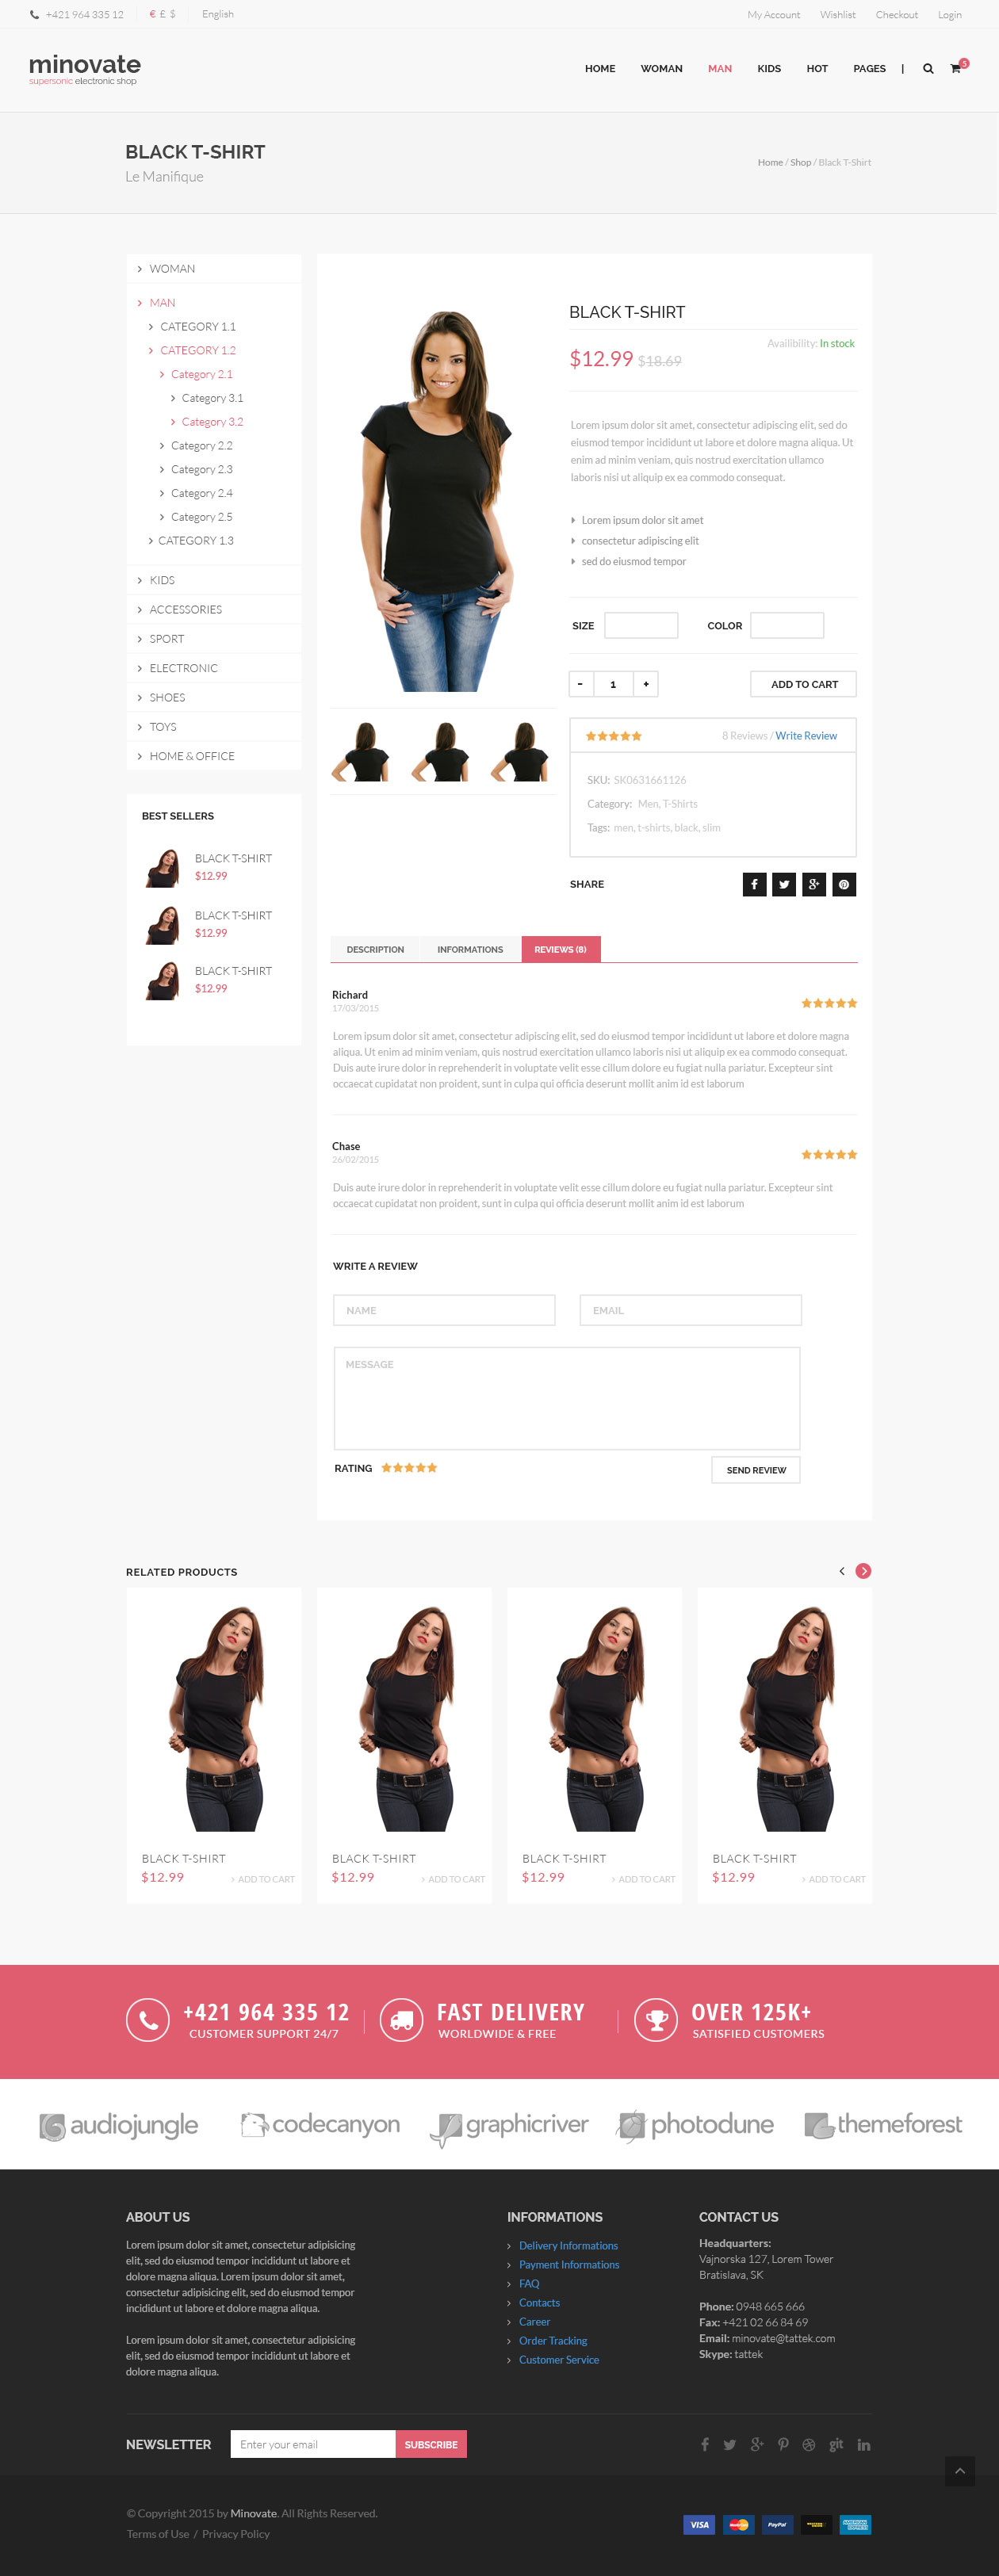 +421 964 335 12
€ £ $
English
My Account Wishlist Checkout Login
minovate
supersonic electronic shop
HOME WOMAN MAN KIDS HOT PAGES |
5
BLACK T-SHIRT
Le Manifique
Home / Shop / Black T-Shirt
WOMAN
MAN
CATEGORY 1.1
CATEGORY 1.2
Category 2.1
Category 3.1
Category 3.2
Category 2.2
Category 2.3
Category 2.4
Category 2.5
CATEGORY 1.3
KIDS
ACCESSORIES
SPORT
ELECTRONIC
SHOES
TOYS
HOME & OFFICE
BEST SELLERS
BLACK T-SHIRT
$12.99
BLACK T-SHIRT
$12.99
BLACK T-SHIRT
$12.99
BLACK T-SHIRT
Availibility: In stock
$12.99 $18.69
Lorem ipsum dolor sit amet, consectetur adipiscing elit, sed do
eiusmod tempor incididunt ut labore et dolore magna aliqua. Ut
enim ad minim veniam, quis nostrud exercitation ullamco
laboris nisi ut aliquip ex ea commodo consequat.
Lorem ipsum dolor sit amet
consectetur adipiscing elit
sed do eiusmod tempor
SIZE COLOR
- 1 +
ADD TO CART
8 Reviews / Write Review
SKU: SK0631661126
Category: Men, T-Shirts
Tags: men, t-shirts, black, slim
SHARE
DESCRIPTION INFORMATIONS REVIEWS (8)
Richard
17/03/2015
Lorem ipsum dolor sit amet, consectetur adipiscing elit, sed do eiusmod tempor incididunt ut labore et dolore magna
aliqua. Ut enim ad minim veniam, quis nostrud exercitation ullamco laboris nisi ut aliquip ex ea commodo consequat.
Duis aute irure dolor in reprehenderit in voluptate velit esse cillum dolore eu fugiat nulla pariatur. Excepteur sint
occaecat cupidatat non proident, sunt in culpa qui officia deserunt mollit anim id est laborum
Chase
26/02/2015
Duis aute irure dolor in reprehenderit in voluptate velit esse cillum dolore eu fugiat nulla pariatur. Excepteur sint
occaecat cupidatat non proident, sunt in culpa qui officia deserunt mollit anim id est laborum
WRITE A REVIEW
NAME
EMAIL
MESSAGE
RATING
SEND REVIEW
RELATED PRODUCTS
BLACK T-SHIRT
$12.99
ADD TO CART
BLACK T-SHIRT
$12.99
ADD TO CART
BLACK T-SHIRT
$12.99
ADD TO CART
BLACK T-SHIRT
$12.99
ADD TO CART
+421 964 335 12
CUSTOMER SUPPORT 24/7
FAST DELIVERY
WORLDWIDE & FREE
OVER 125K+
SATISFIED CUSTOMERS
audiojungle
codecanyon
graphicriver
photodune
themeforest
ABOUT US
Lorem ipsum dolor sit amet, consectetur adipisicing
elit, sed do eiusmod tempor incididunt ut labore et
dolore magna aliqua. Lorem ipsum dolor sit amet,
consectetur adipisicing elit, sed do eiusmod tempor
incididunt ut labore et dolore magna aliqua.
Lorem ipsum dolor sit amet, consectetur adipisicing
elit, sed do eiusmod tempor incididunt ut labore et
dolore magna aliqua.
INFORMATIONS
Delivery Informations
Payment Informations
FAQ
Contacts
Career
Order Tracking
Customer Service
CONTACT US
Headquarters:
Vajnorska 127, Lorem Tower
Bratislava, SK
Phone: 0948 665 666
Fax: +421 02 66 84 69
Email: minovate@tattek.com
Skype: tattek
NEWSLETTER
Enter your email
SUBSCRIBE
git
© Copyright 2015 by Minovate. All Rights Reserved.
Terms of Use / Privacy Policy
VISA
PayPal